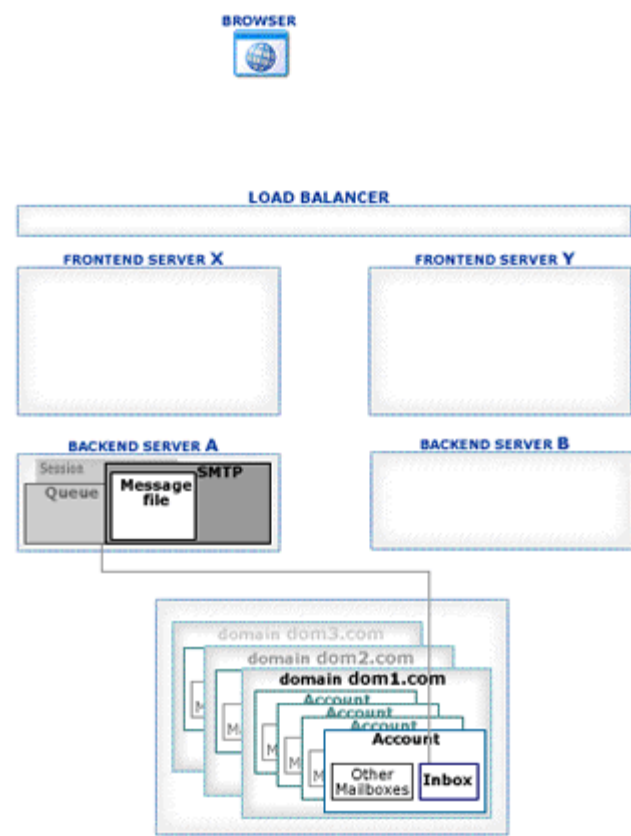 BROWSER
LOAD BALANCER
FRONTEND SERVER X
FRONTEND SERVER Y
BACKEND SERVER A
BACKEND SERVER B
Session
SMTP
Queue
Message
file
domain dom3.com
domain dom2.com
domain dom1.com
Account
Account
Account
Account
M
Ma
M
M
M
Other
Mailboxes
Inbox